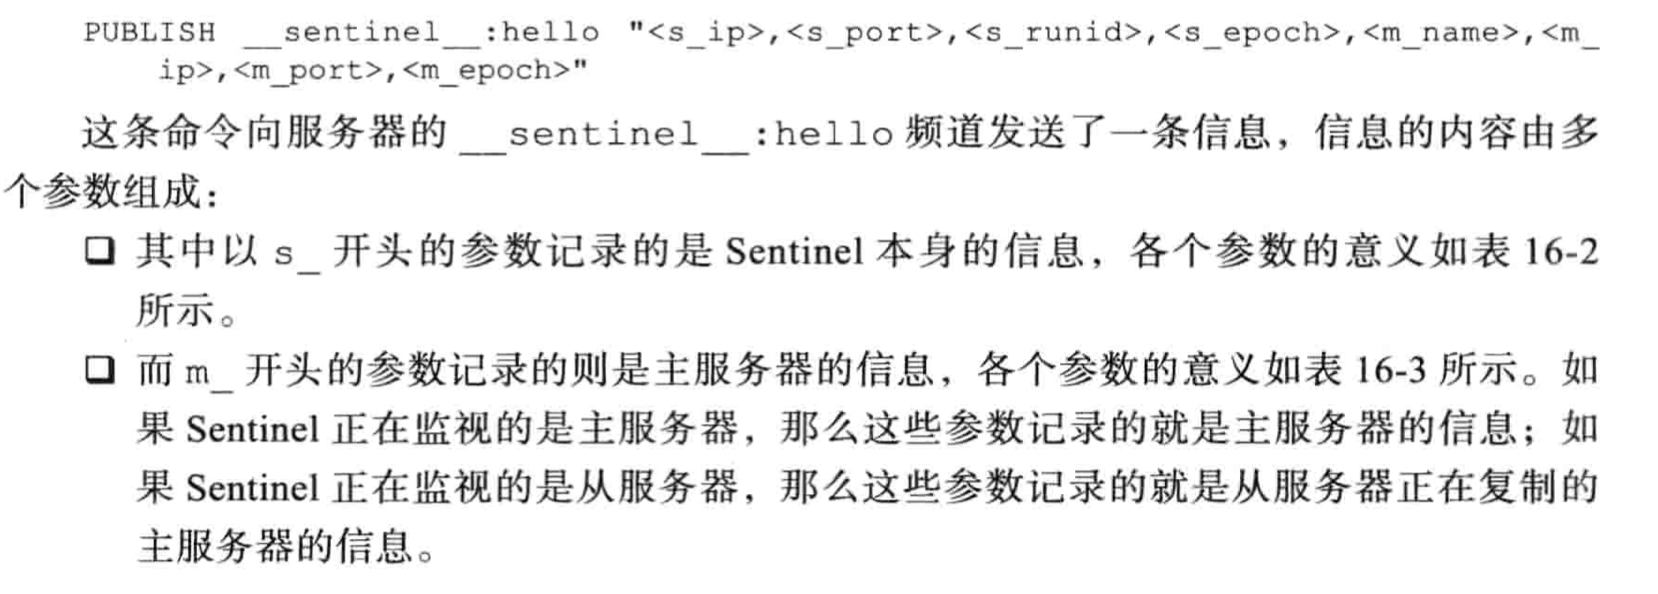 PUBLISH __sentinel__:hello "<s_ip>,<s_port>,<s_runid>,<s_epoch>,<m_name>,<m_
ip>,<m_port>,<m_epoch>"
这条命令向服务器的 __sentinel__:hello 频道发送了一条信息，信息的内容由多
个参数组成：
❑ 其中以 s_ 开头的参数记录的是 Sentinel 本身的信息，各个参数的意义如表 16-2
所示。
❑ 而 m_ 开头的参数记录的则是主服务器的信息，各个参数的意义如表 16-3 所示。如
果 Sentinel 正在监视的是主服务器，那么这些参数记录的就是主服务器的信息；如
果 Sentinel 正在监视的是从服务器，那么这些参数记录的就是从服务器正在复制的
主服务器的信息。